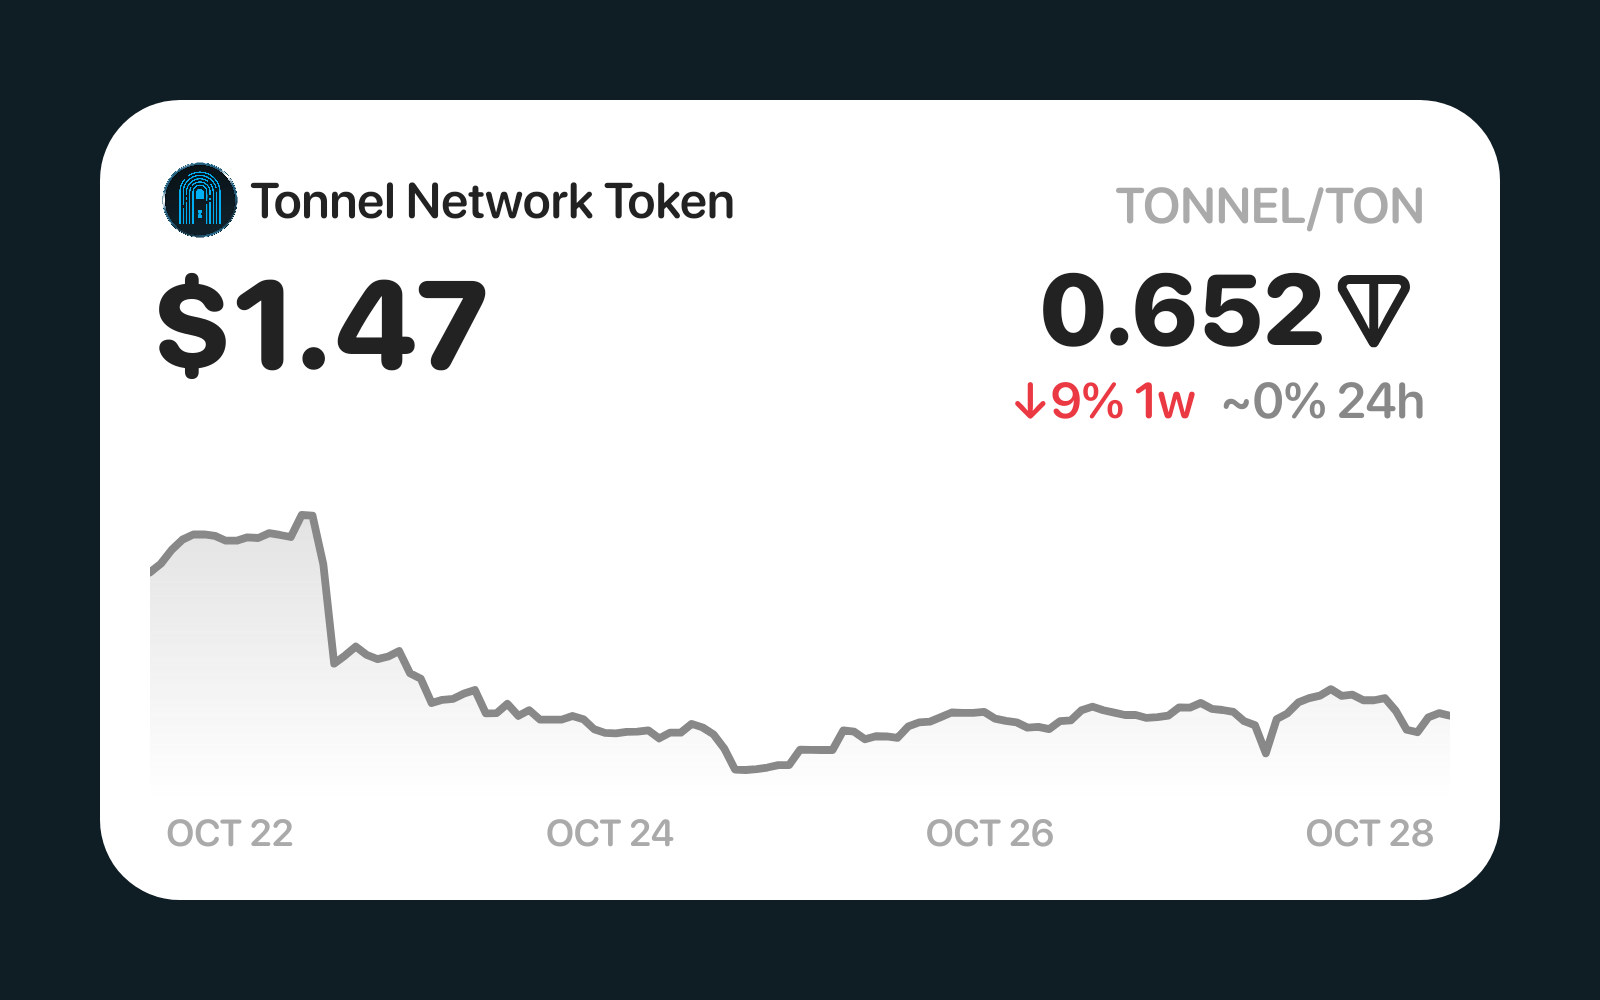 Tonnel Network Token
TONNEL/TON
$1.47
0.652
↓9% 1w ~0% 24h
OCT 22 OCT 24 OCT 26 OCT 28